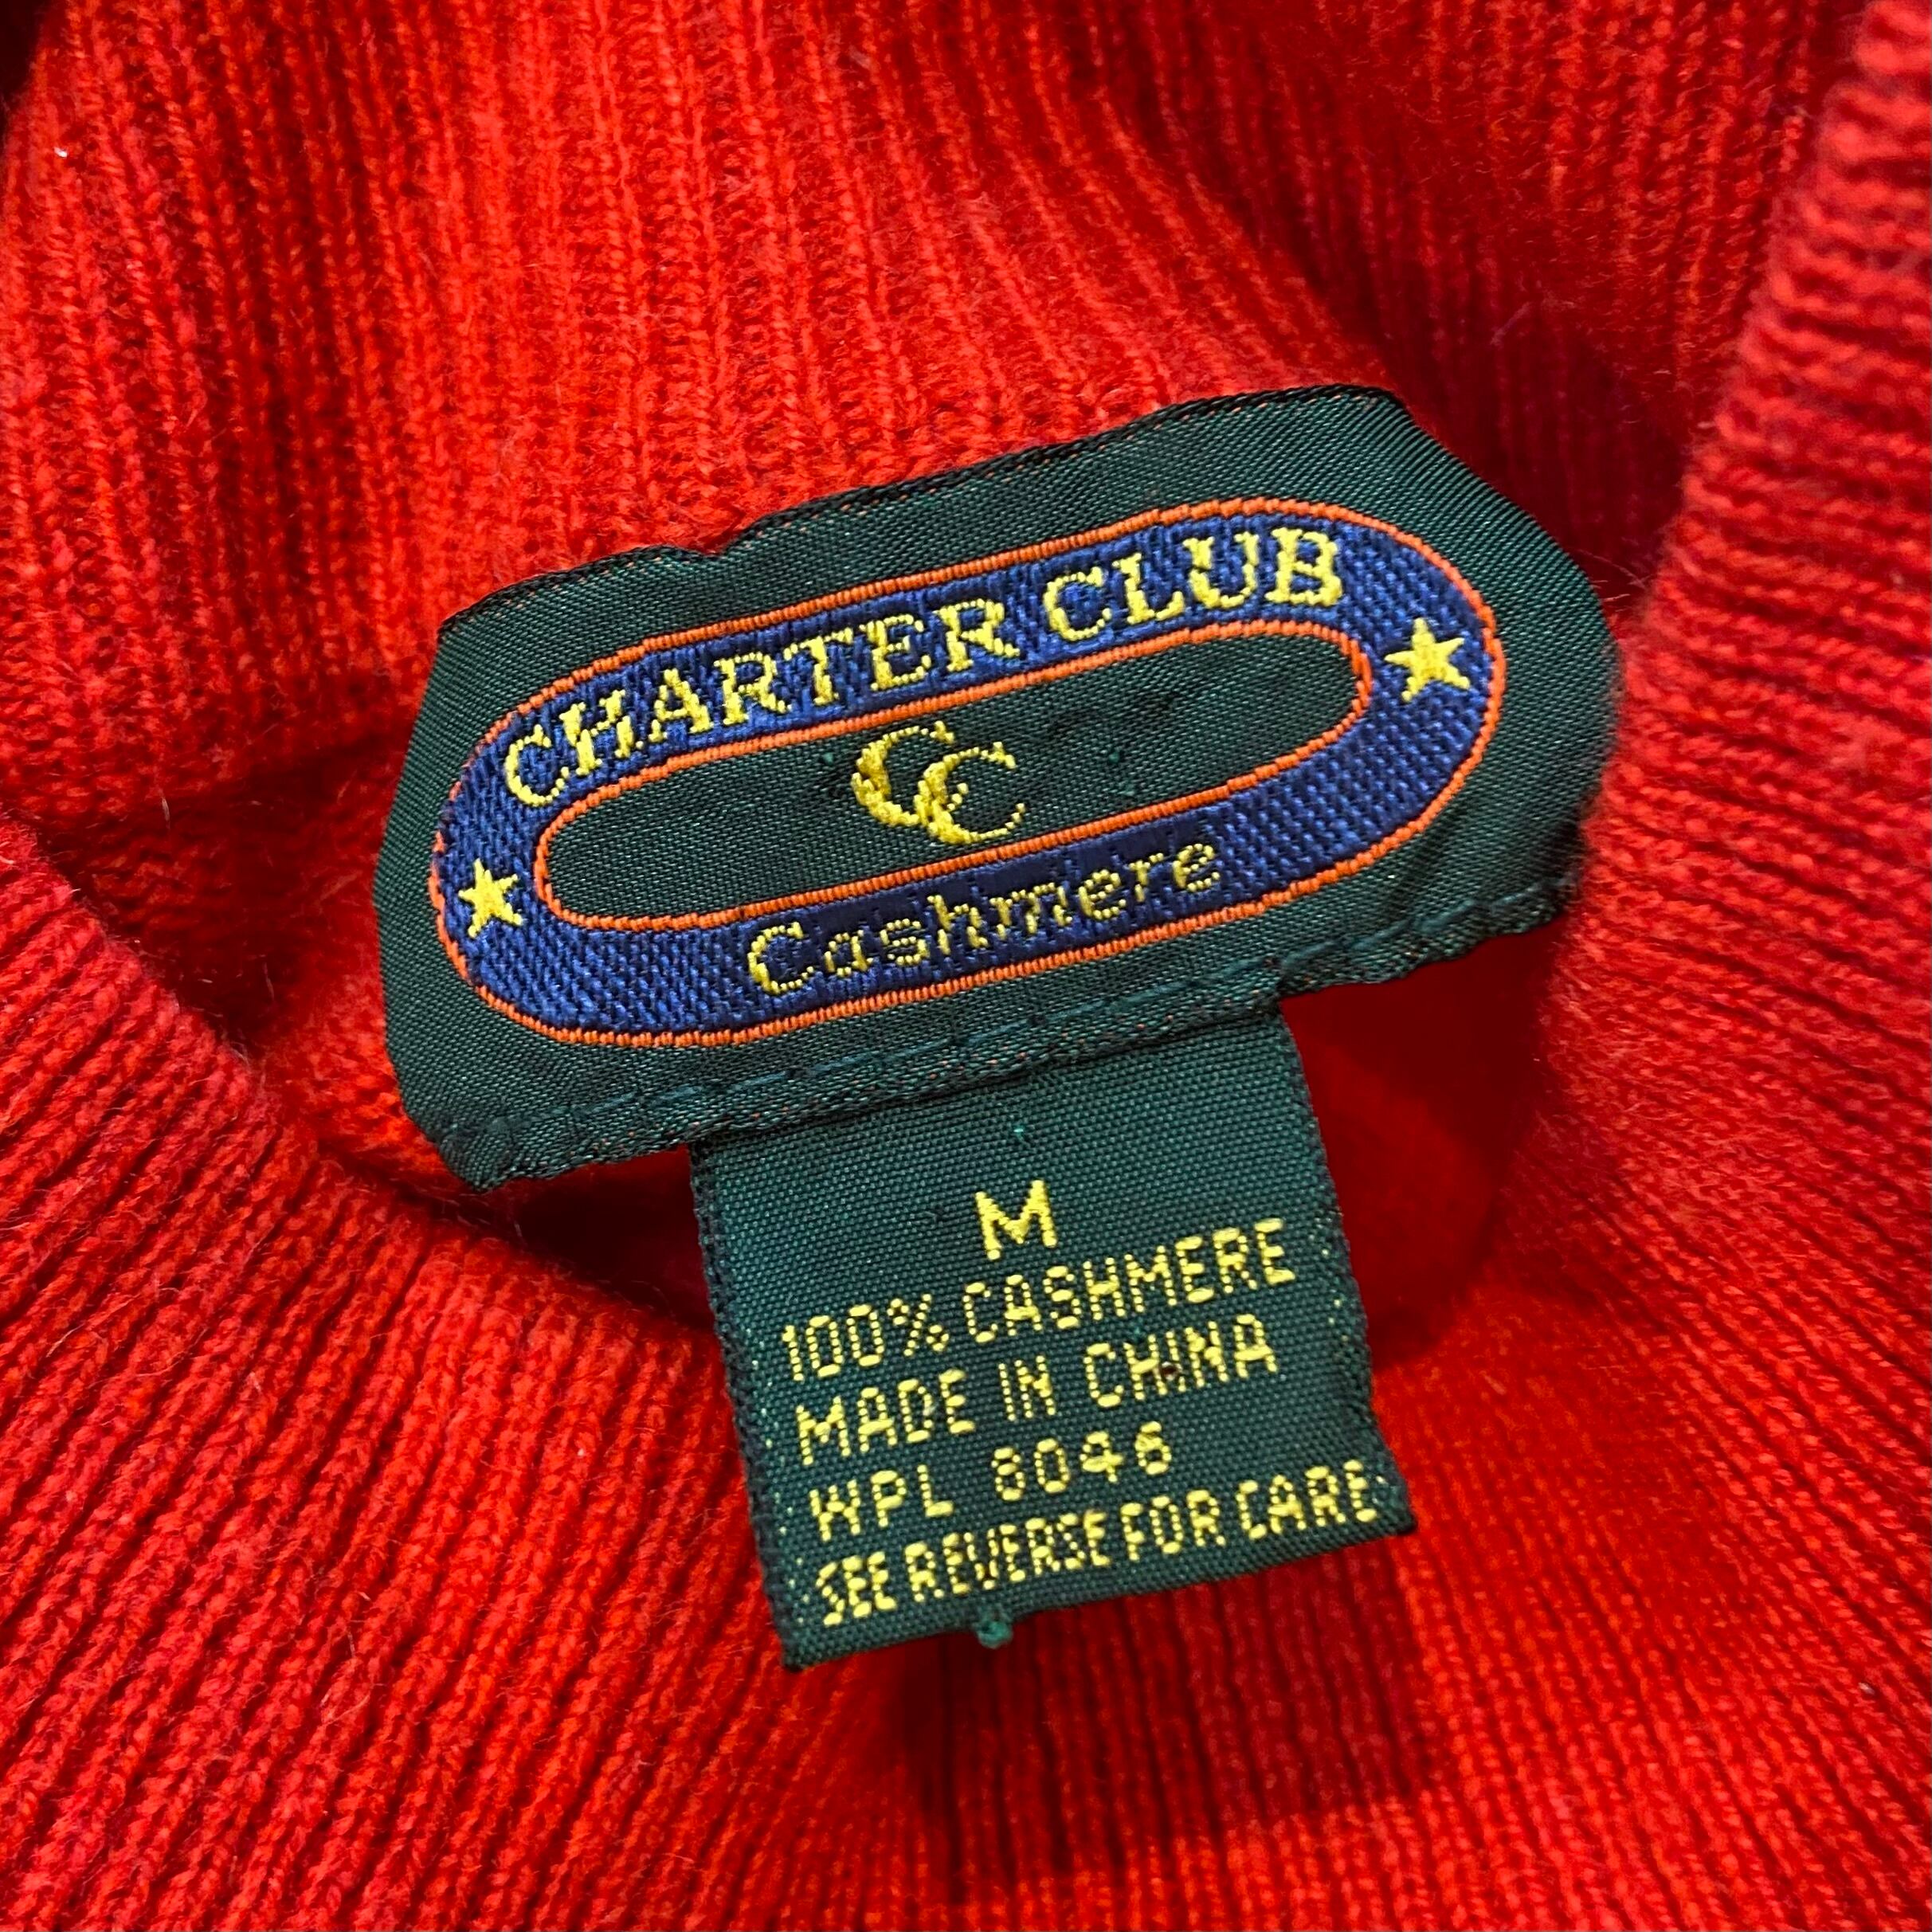 CHARTER CLUB
CC
Cashmere
M
100% CASHMERE
MADE IN CHINA
WPL 8046
SEE REVERSE FOR CARE